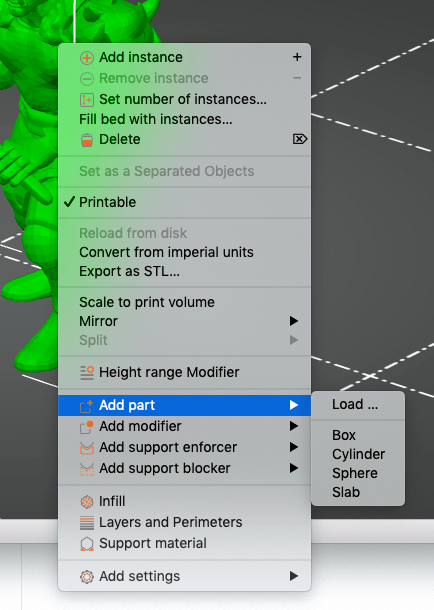 Add instance +
Remove instance −
Set number of instances...
Fill bed with instances...
Delete
Set as a Separated Objects
Printable
Reload from disk
Convert from imperial units
Export as STL...
Scale to print volume
Mirror
Split
Height range Modifier
Add part
Load ...
Add modifier
Box
Add support enforcer
Cylinder
Add support blocker
Sphere
Slab
Infill
Layers and Perimeters
Support material
Add settings